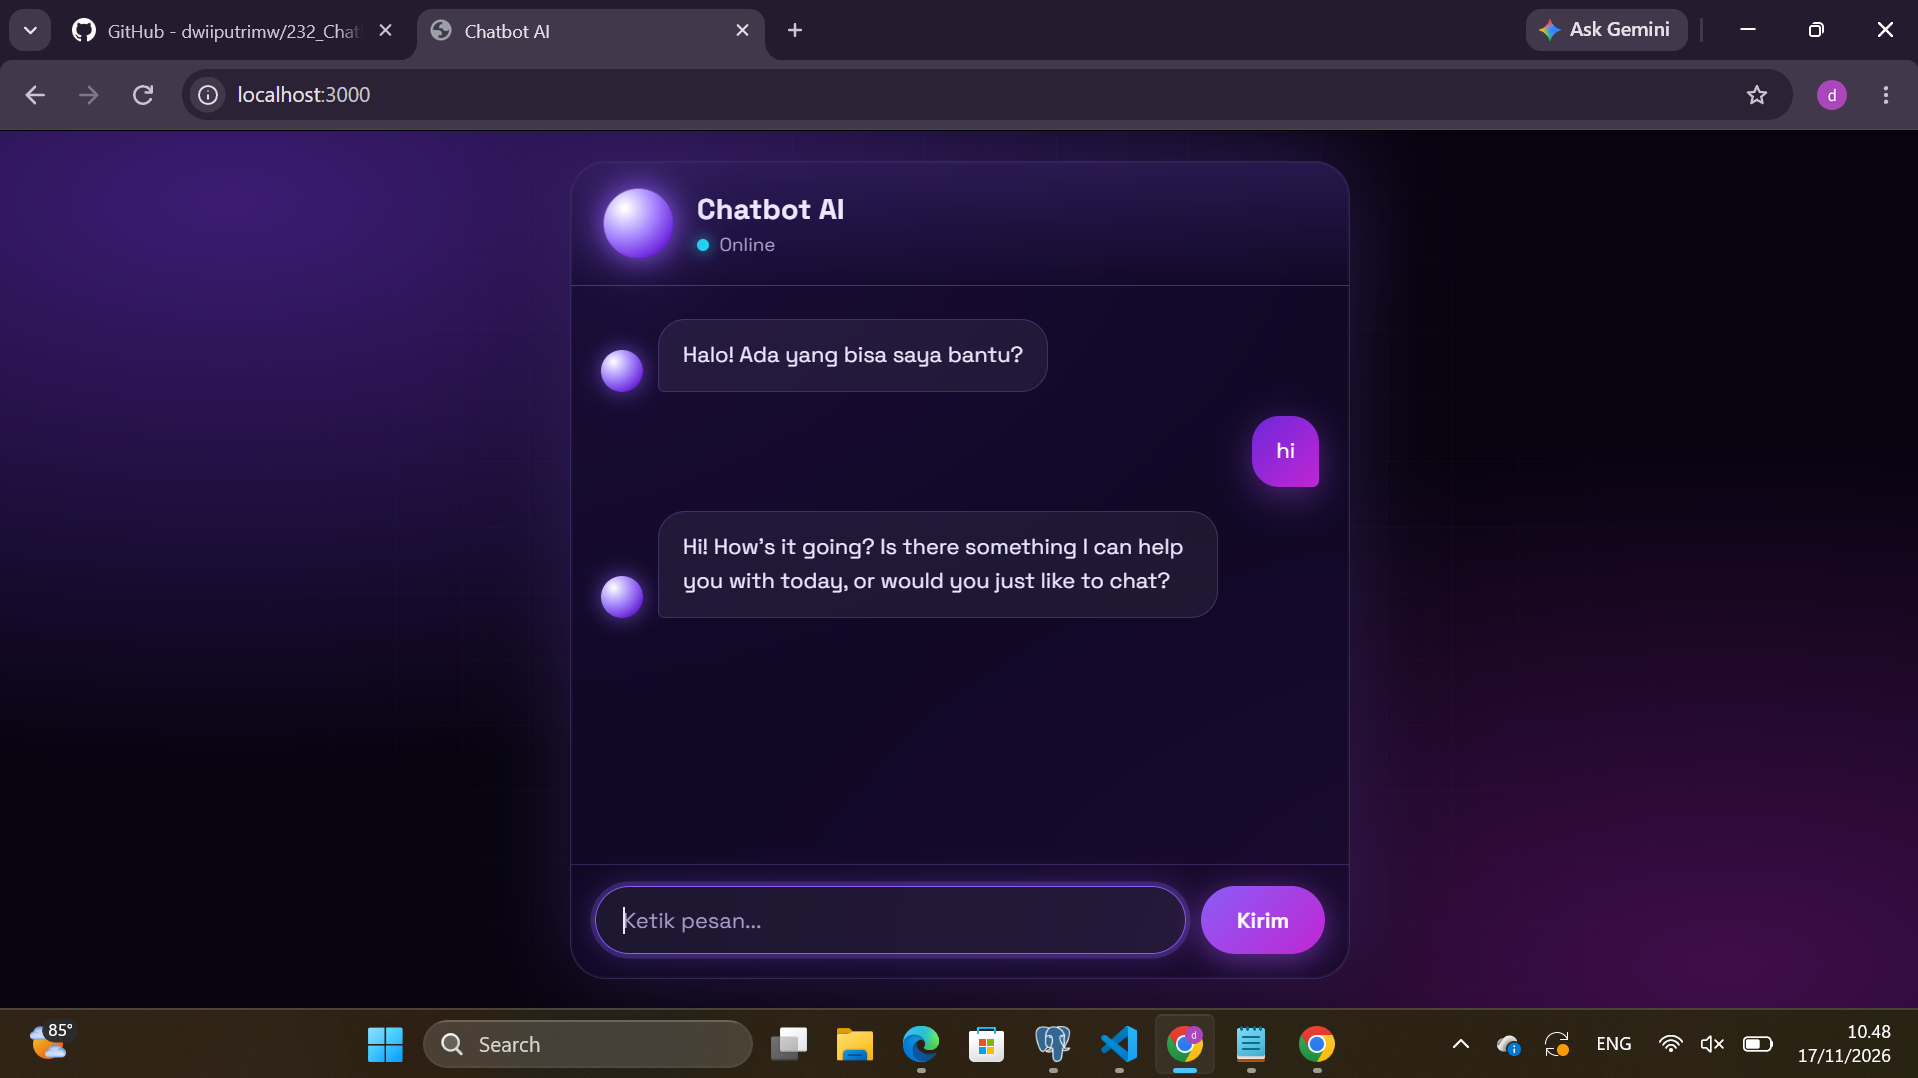 GitHub - dwiiputrimw/232_Chat
Chatbot AI
Ask Gemini
localhost:3000
d
Chatbot AI
Online
Halo! Ada yang bisa saya bantu?
hi
Hi! How's it going? Is there something I can help
you with today, or would you just like to chat?
Ketik pesan...
Kirim
85°
Search
d
ENG
10.48
17/11/2026